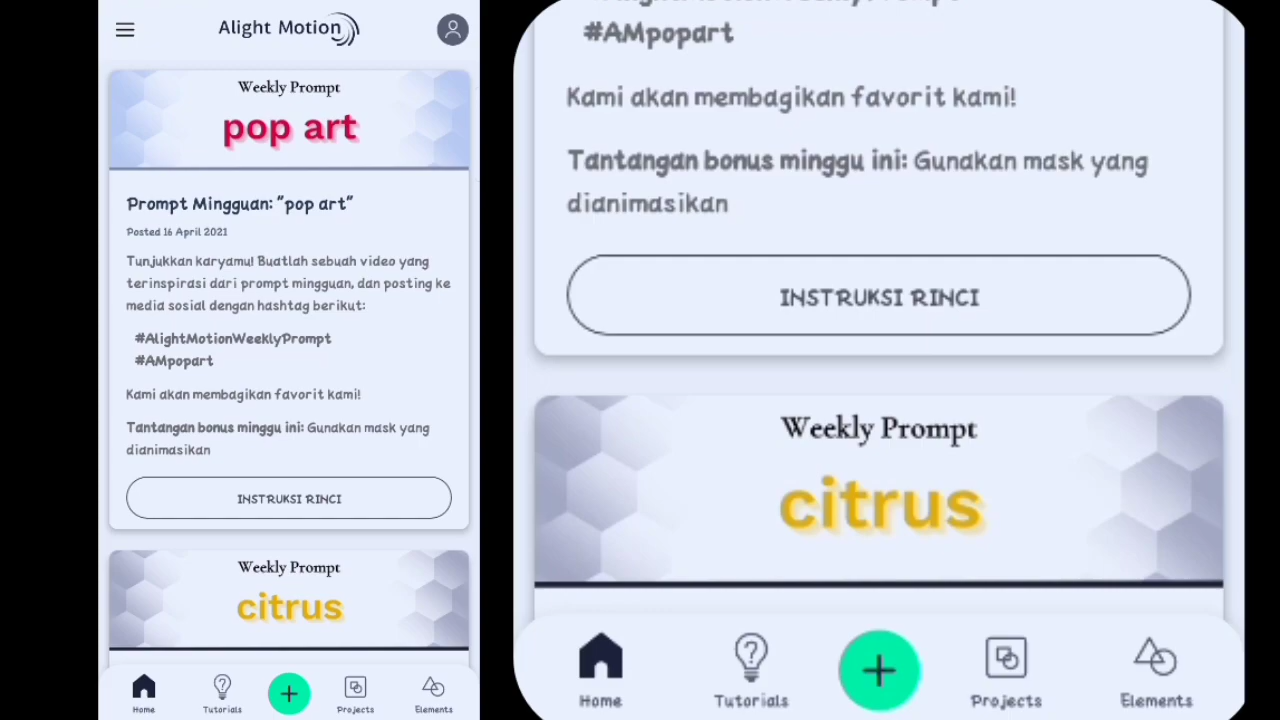 Alight Motion
Weekly Prompt
pop art
Prompt Mingguan: "pop art"
Posted 16 April 2021
Tunjukkan karyamu! Buatlah sebuah video yang
terinspirasi dari prompt mingguan, dan posting ke
media sosial dengan hashtag berikut:
#AlightMotionWeeklyPrompt
#AMpopart
Kami akan membagikan favorit kami!
Tantangan bonus minggu ini: Gunakan mask yang
dianimasikan
INSTRUKSI RINCI
Weekly Prompt
citrus
Home
Tutorials
Projects
Elements
#AMpopart
Kami akan membagikan favorit kami!
Tantangan bonus minggu ini: Gunakan mask yang
dianimasikan
INSTRUKSI RINCI
Weekly Prompt
citrus
Home
Tutorials
Projects
Elements